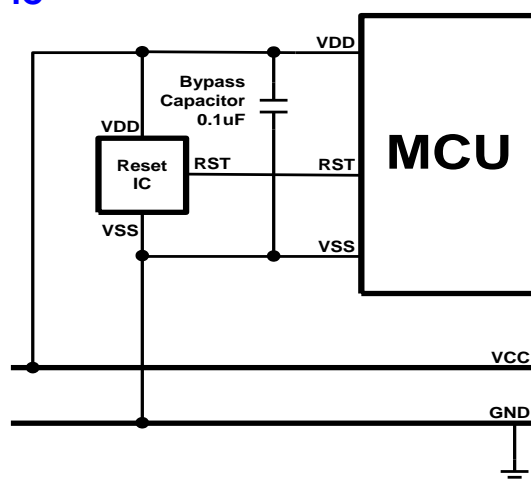 VDD
Bypass
Capacitor
0.1uF
VDD
MCU
Reset
IC
RST
RST
VSS
VSS
VCC
GND